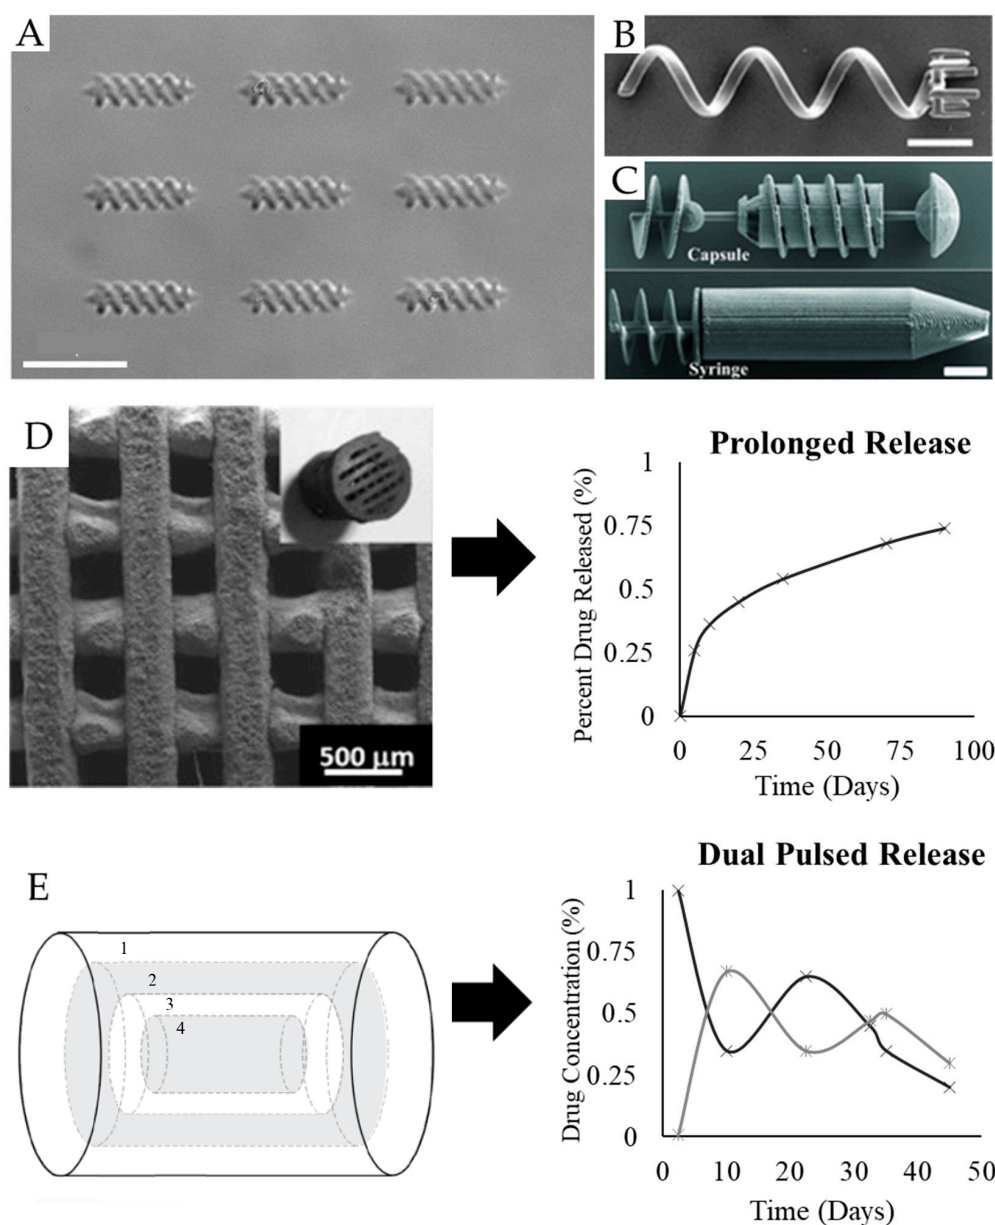 A
B
C
Capsule
Syringe
D
500 µm
Prolonged Release
Percent Drug Released (%)
1
0.75
0.5
0.25
0
0 25 50 75 100
Time (Days)
E
1
2
3
4
Dual Pulsed Release
Drug Concentration (%)
1
0.75
0.5
0.25
0
0 10 20 30 40 50
Time (Days)